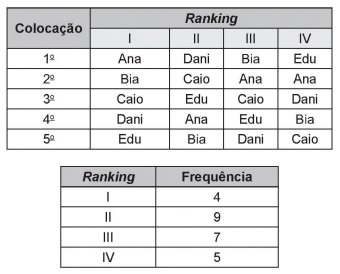 Colocação Ranking
I II III IV
1º Ana Dani Bia Edu
2º Bia Caio Ana Ana
3º Caio Edu Caio Dani
4º Dani Ana Edu Bia
5º Edu Bia Dani Caio
Ranking Frequência
I 4
II 9
III 7
IV 5